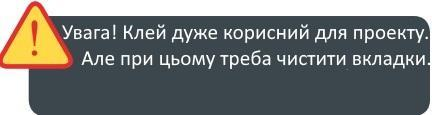 Увага! Клей дуже корисний для проекту.
Але при цьому треба чистити вкладки.